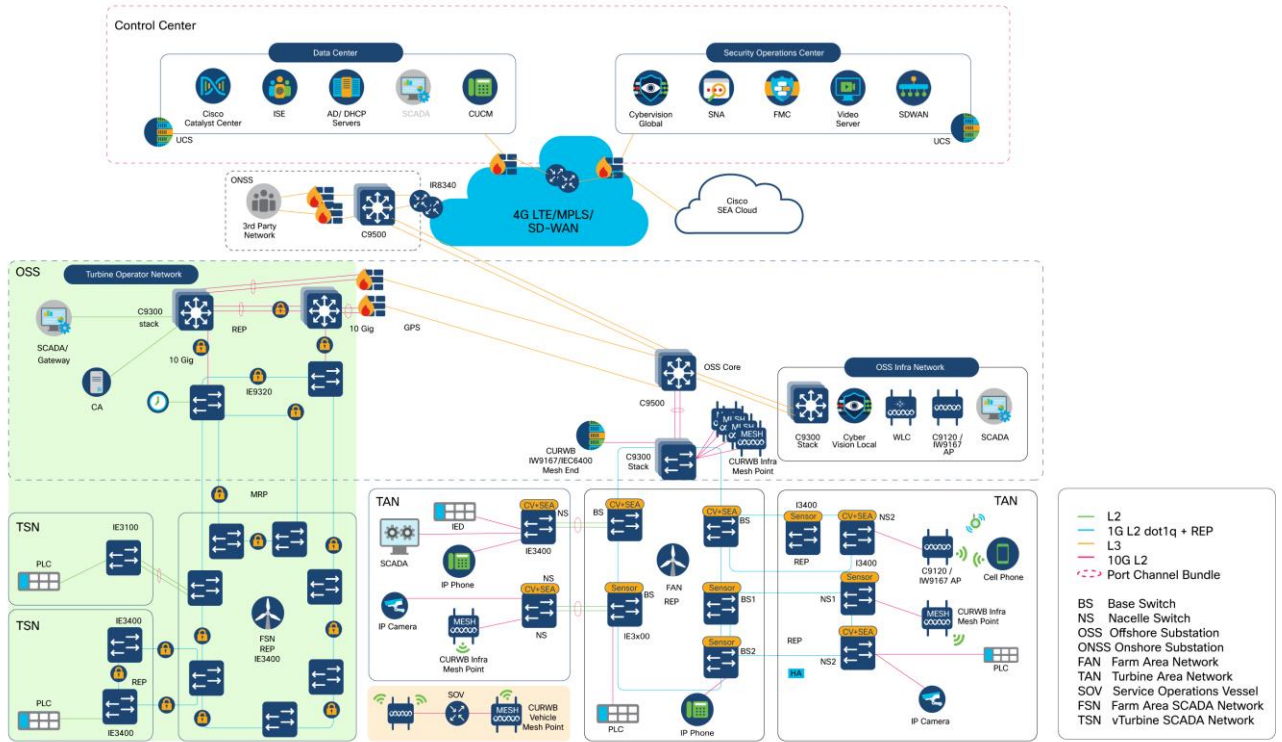 Control Center
Data Center
Security Operations Center
Cisco
Catalyst Center
ISE
AD/ DHCP
Servers
SCADA
CUCM
UCS
Cybervision
Global
SNA
FMC
Video
Server
SDWAN
UCS
ONSS
3rd Party
Network
C9500
IR8340
4G LTE/MPLS/
SD-WAN
Cisco
SEA Cloud
OSS
Turbine Operator Network
SCADA/
Gateway
C9300
stack
REP
10 Gig
GPS
10 Gig
CA
IE9320
MRP
OSS Core
C9500
OSS Infra Network
C9300
Stack
Cyber
Vision Local
WLC
C9120 /
IW9167
AP
SCADA
CURWB
IW9167/IEC6400
Mesh End
C9300
Stack
MESH
MESH
MESH
MESH
CURWB Infra
Mesh Point
TSN
IE3100
PLC
TSN
IE3400
REP
PLC
IE3400
FSN
REP
IE3400
TAN
IED
SCADA
IP Phone
CV+SEA
NS
IE3400
NS
CV+SEA
NS
IP Camera
MESH
CURWB Infra
Mesh Point
SOV
MESH
CURWB
Vehicle
Mesh Point
BS
CV+SEA
CV+SEA
BS
FAN
REP
Sensor
BS
IE3x00
Sensor
BS1
Sensor
BS2
PLC
IP Phone
TAN
I3400
Sensor
REP
CV+SEA
NS2
I3400
C9120 /
IW9167 AP
Cell Phone
Sensor
NS1
MESH
CURWB Infra
Mesh Point
REP
CV+SEA
NS2
HA
PLC
IP Camera
L2
1G L2 dot1q + REP
L3
10G L2
Port Channel Bundle
BS Base Switch
NS Nacelle Switch
OSS Offshore Substation
ONSS Onshore Substation
FAN Farm Area Network
TAN Turbine Area Network
SOV Service Operations Vessel
FSN Farm Area SCADA Network
TSN vTurbine SCADA Network